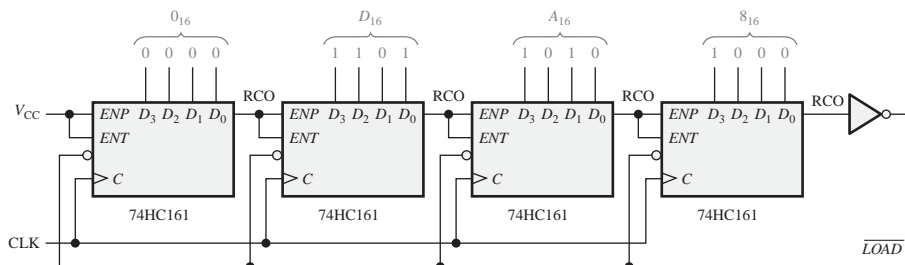 0₁₆ D₁₆ A₁₆ 8₁₆
0 0 0 0 1 1 0 1 1 0 1 0 1 0 0 0
RCO RCO RCO RCO
V_CC ENP D₃ D₂ D₁ D₀ ENP D₃ D₂ D₁ D₀ ENP D₃ D₂ D₁ D₀ ENP D₃ D₂ D₁ D₀
ENT ENT ENT ENT
C C C C
74HC161 74HC161 74HC161 74HC161
CLK L̅O̅A̅D̅